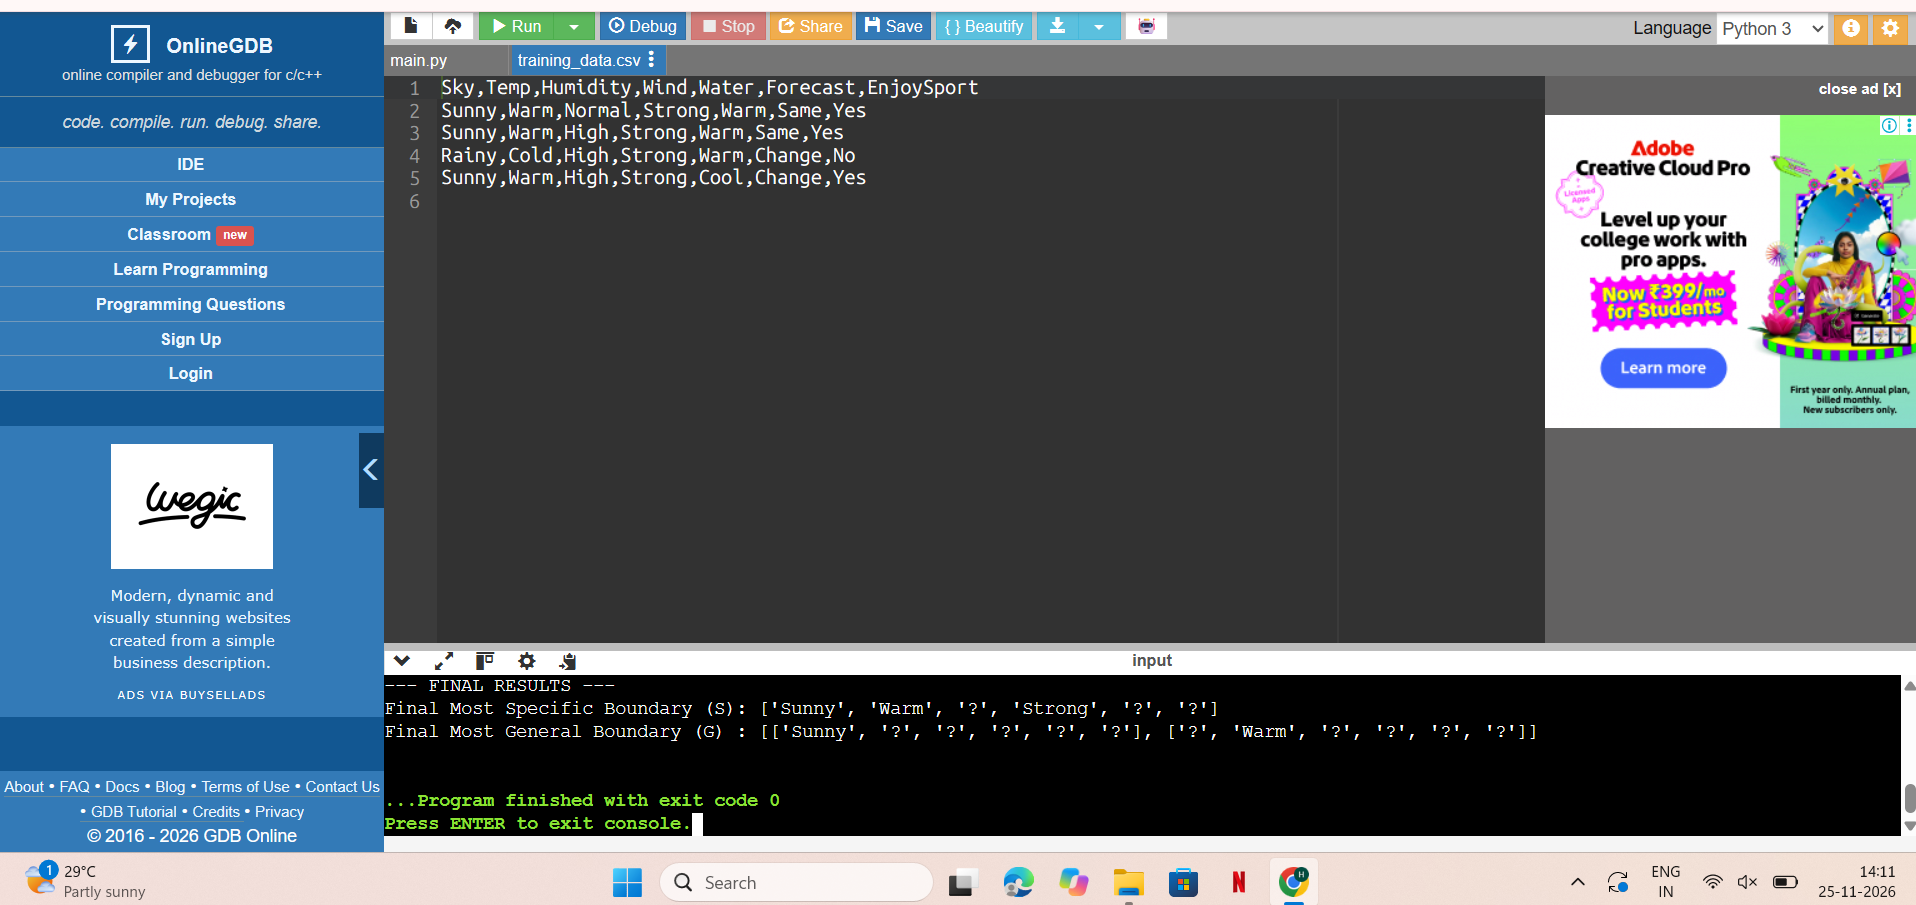 OnlineGDB
online compiler and debugger for c/c++
code. compile. run. debug. share.
IDE
My Projects
Classroom new
Learn Programming
Programming Questions
Sign Up
Login
wegic
Modern, dynamic and
visually stunning websites
created from a simple
business description.
ADS VIA BUYSELLADS
About • FAQ • Docs • Blog • Terms of Use • Contact Us
• GDB Tutorial • Credits • Privacy
© 2016 - 2026 GDB Online
Run Debug Stop Share Save { } Beautify
Language Python 3
main.py training_data.csv
1 Sky,Temp,Humidity,Wind,Water,Forecast,EnjoySport
2 Sunny,Warm,Normal,Strong,Warm,Same,Yes
3 Sunny,Warm,High,Strong,Warm,Same,Yes
4 Rainy,Cold,High,Strong,Warm,Change,No
5 Sunny,Warm,High,Strong,Cool,Change,Yes
6
close ad [x]
Adobe
Creative Cloud Pro
Licensed
Apps
Level up your
college work with
pro apps.
Now ₹399/mo
for Students
Learn more
First year only. Annual plan,
billed monthly.
New subscribers only.
input
--- FINAL RESULTS ---
Final Most Specific Boundary (S): ['Sunny', 'Warm', '?', 'Strong', '?', '?']
Final Most General Boundary (G) : [['Sunny', '?', '?', '?', '?', '?'], ['?', 'Warm', '?', '?', '?', '?']]
...Program finished with exit code 0
Press ENTER to exit console.
1
29°C
Partly sunny
Search
N
H
ENG
IN
14:11
25-11-2026